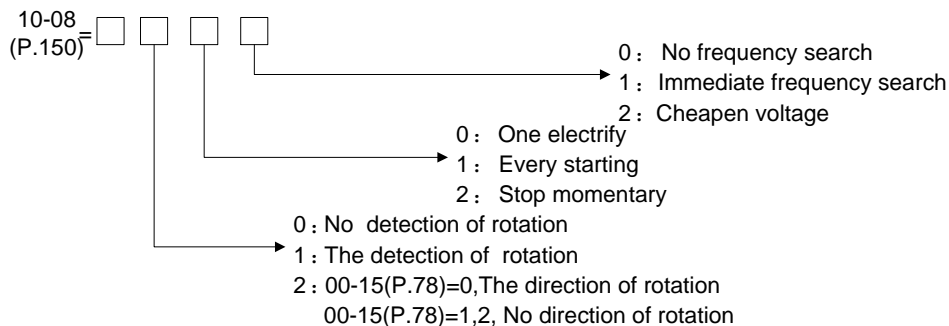 10-08
(P.150)=
0： No frequency search
1： Immediate frequency search
2： Cheapen voltage
0： One electrify
1： Every starting
2： Stop momentary
0：No detection of rotation
1：The detection of rotation
2：00-15(P.78)=0,The direction of rotation
00-15(P.78)=1,2, No direction of rotation